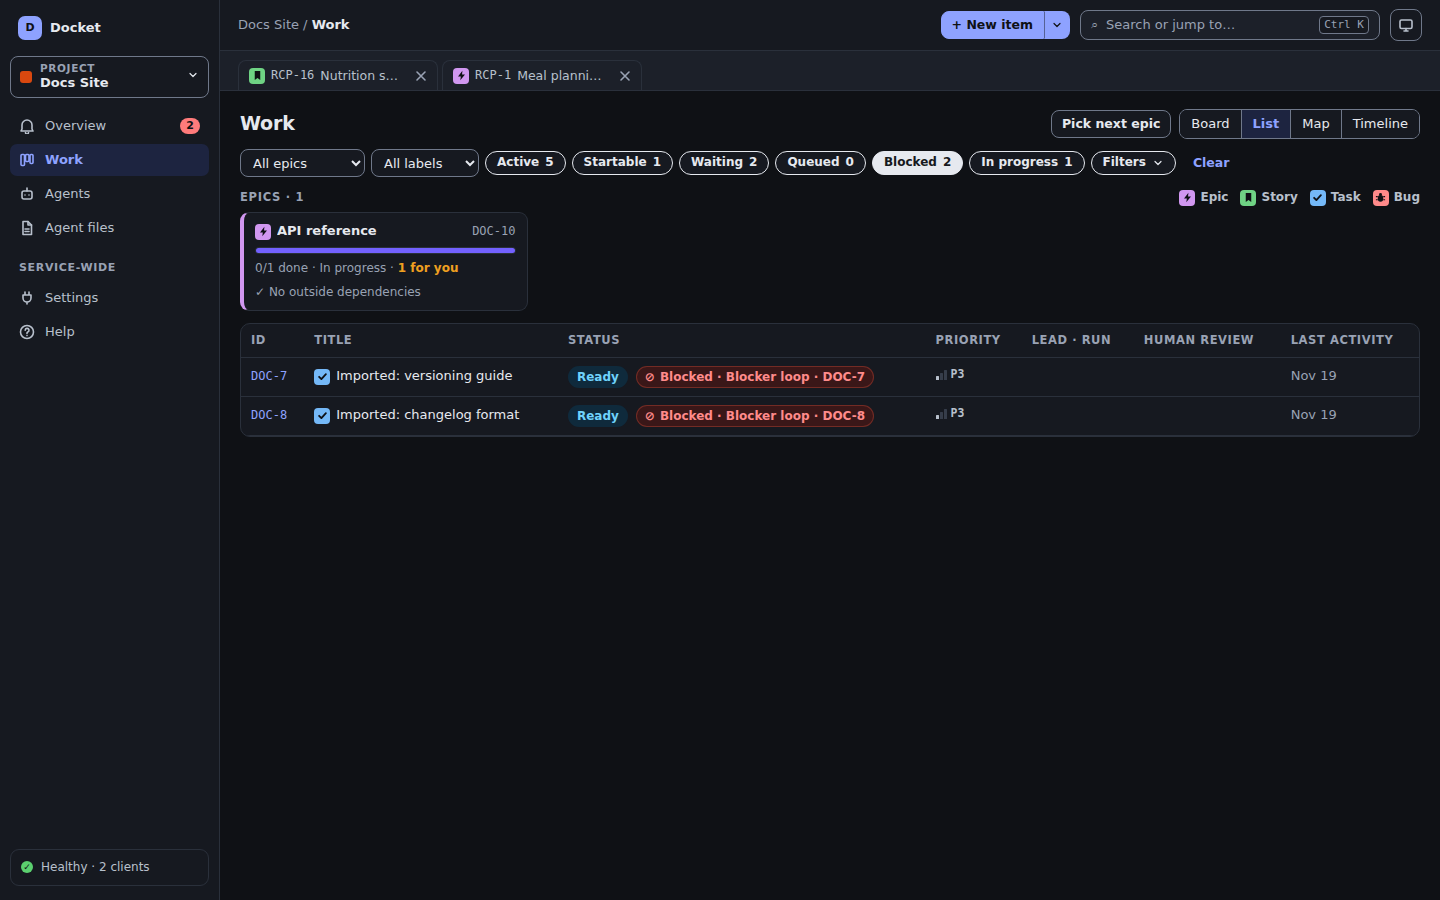 D Docket
PROJECT
Docs Site
Overview 2
Work
Agents
Agent files
SERVICE-WIDE
Settings
Help
Healthy · 2 clients
Docs Site / Work
+ New item
Search or jump to... Ctrl K
RCP-16 Nutrition s...
RCP-1 Meal planni...
Work
Pick next epic
Board List Map Timeline
All epics All labels Active 5 Startable 1 Waiting 2 Queued 0 Blocked 2 In progress 1 Filters Clear
EPICS · 1
Epic Story Task Bug
API reference DOC-10
0/1 done · In progress · 1 for you
✓ No outside dependencies
ID TITLE STATUS PRIORITY LEAD · RUN HUMAN REVIEW LAST ACTIVITY
DOC-7 Imported: versioning guide Ready ⊘ Blocked · Blocker loop · DOC-7 P3 Nov 19
DOC-8 Imported: changelog format Ready ⊘ Blocked · Blocker loop · DOC-8 P3 Nov 19